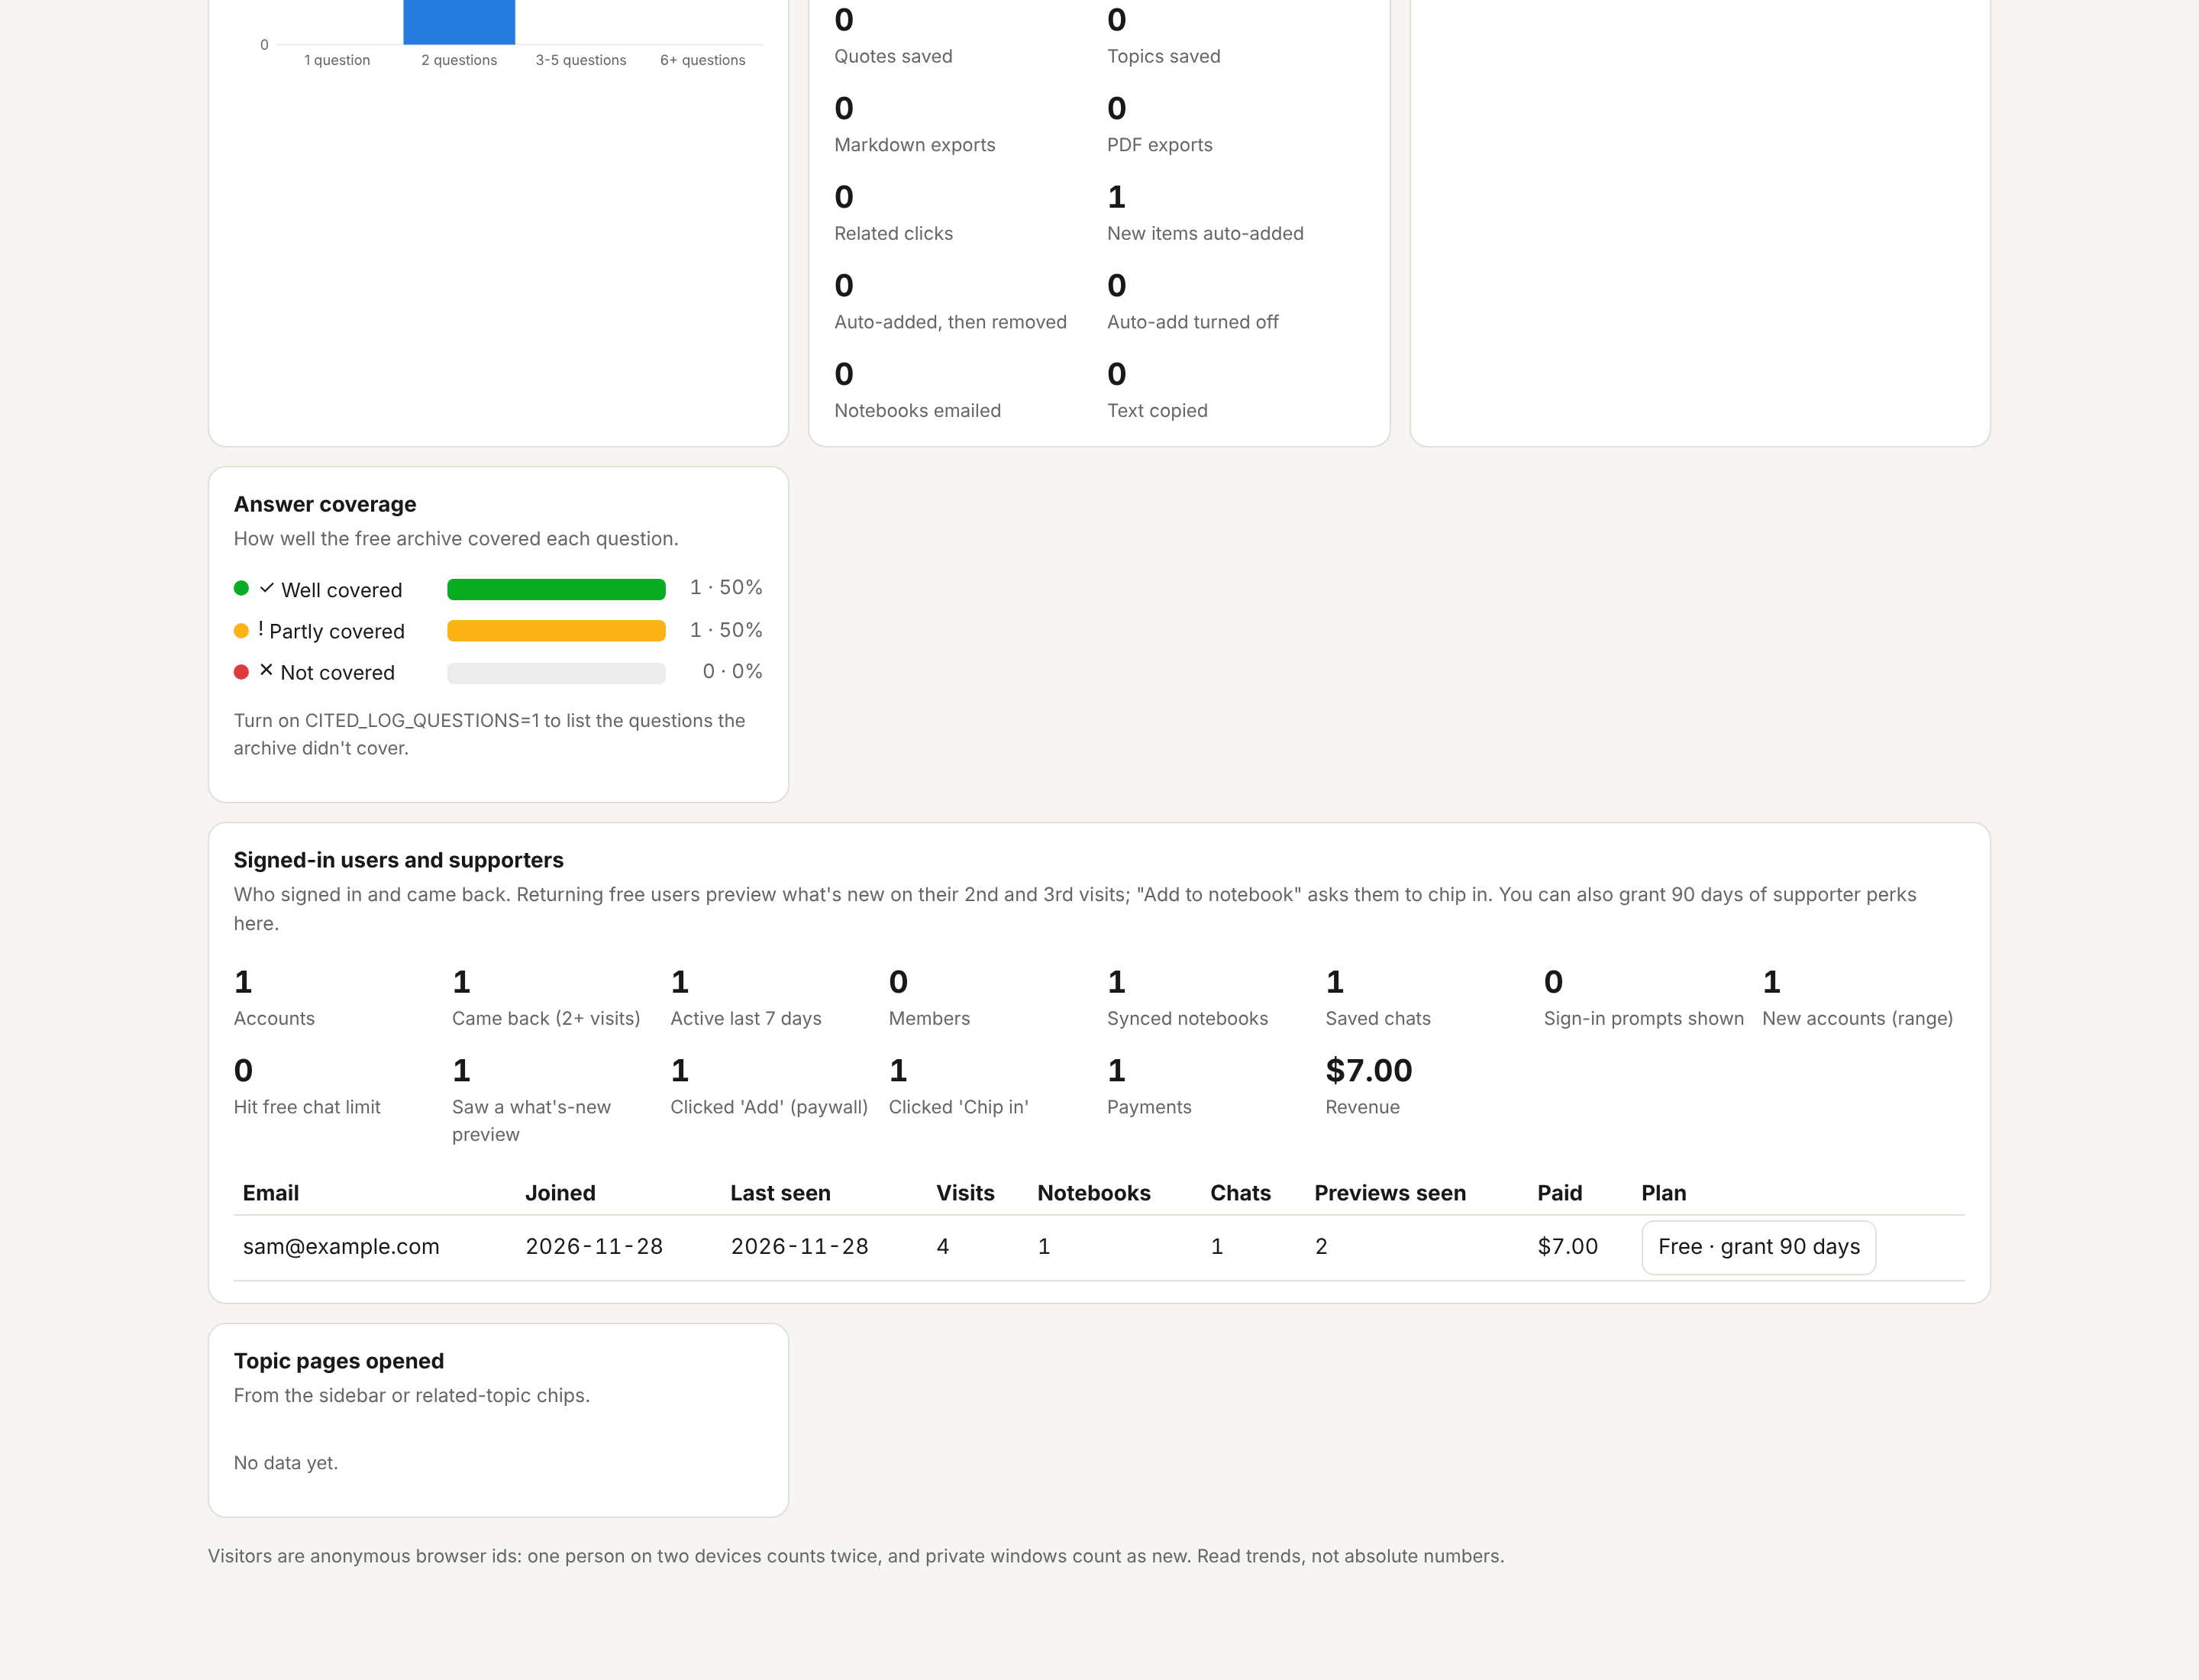 0
1 question 2 questions 3-5 questions 6+ questions
0 0
Quotes saved Topics saved
0 0
Markdown exports PDF exports
0 1
Related clicks New items auto-added
0 0
Auto-added, then removed Auto-add turned off
0 0
Notebooks emailed Text copied
Answer coverage
How well the free archive covered each question.
✓ Well covered 1 · 50%
! Partly covered 1 · 50%
✕ Not covered 0 · 0%
Turn on CITED_LOG_QUESTIONS=1 to list the questions the
archive didn't cover.
Signed-in users and supporters
Who signed in and came back. Returning free users preview what's new on their 2nd and 3rd visits; "Add to notebook" asks them to chip in. You can also grant 90 days of supporter perks
here.
1 1 1 0 1 1 0 1
Accounts Came back (2+ visits) Active last 7 days Members Synced notebooks Saved chats Sign-in prompts shown New accounts (range)
0 1 1 1 1 $7.00
Hit free chat limit Saw a what's-new Clicked 'Add' (paywall) Clicked 'Chip in' Payments Revenue
preview
Email Joined Last seen Visits Notebooks Chats Previews seen Paid Plan
sam@example.com 2026-11-28 2026-11-28 4 1 1 2 $7.00 Free · grant 90 days
Topic pages opened
From the sidebar or related-topic chips.
No data yet.
Visitors are anonymous browser ids: one person on two devices counts twice, and private windows count as new. Read trends, not absolute numbers.